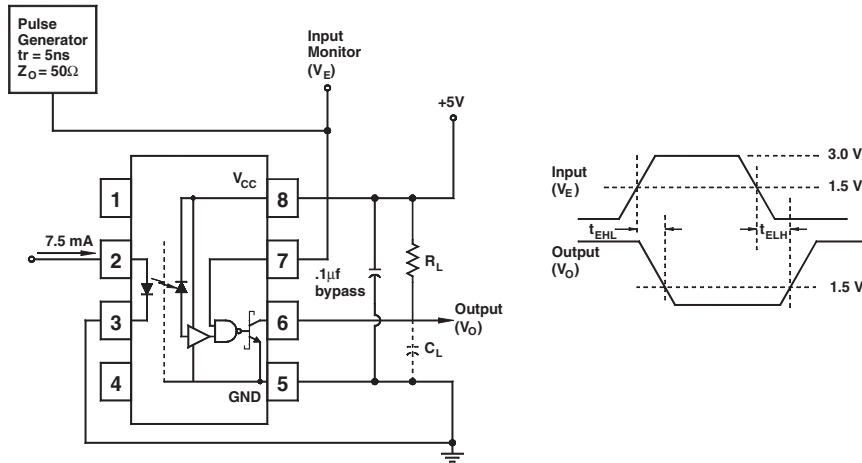 Pulse
Generator
tr = 5ns
ZO = 50Ω
Input
Monitor
(VE)
+5V
1
VCC
8
7.5 mA
2
7
.1μf
bypass
RL
3
6
Output
(VO)
CL
4
GND
5
Input
(VE)
3.0 V
1.5 V
tEHL
tELH
Output
(VO)
1.5 V